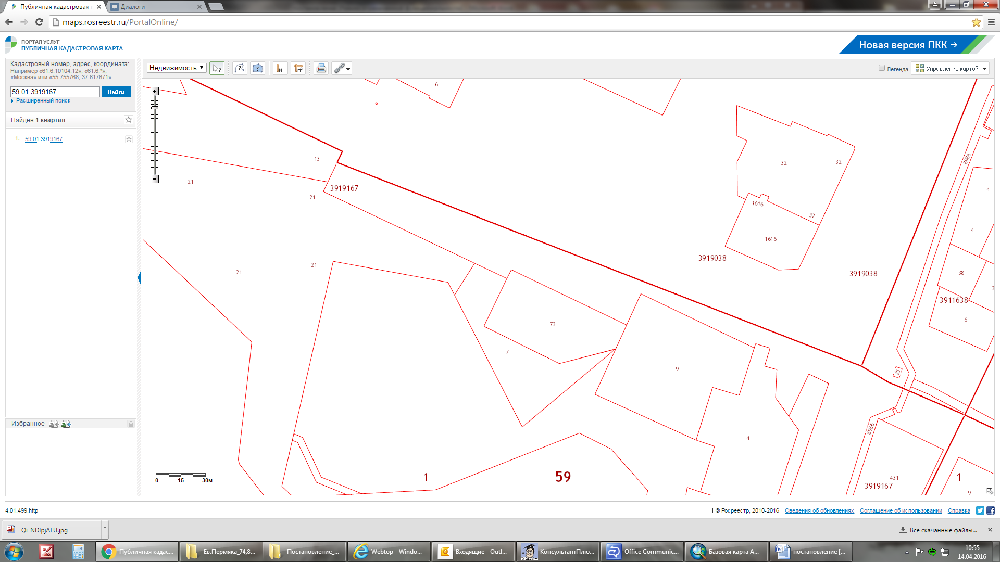 Публичная кадастровая
Диалоги
maps.rosreestr.ru/PortalOnline/
ПОРТАЛ УСЛУГ
ПУБЛИЧНАЯ КАДАСТРОВАЯ КАРТА
Новая версия ПКК →
Кадастровый номер, адрес, координата:
Например «61:6:10104:12», «61:6:*»,
«Москва» или «55.755768, 37.617671»
59:01:3919167
Найти
Расширенный поиск
Найден 1 квартал
1. 59:01:3919167
Избранное
Недвижимость
Легенда
Управление картой
6
13
21
3919167
21
21
21
32
32
1616
32
1616
3919038
3919038
8986
4
4
38
3911638
6
73
7
9
4
[25]
8986
431
3919167
1
59
1
9
0 15 30м
4.01.499.http
| © Росреестр, 2010-2016 | Сведения об обновлениях | Соглашение об использовании | Справка |
Qi_NDIpjAFU.jpg
Все скачанные файлы...
Публичная кадас...
Ев.Пермяка_74,8...
Постановление_...
Webtop - Windo...
Входящие - Outl...
КонсультантПлю...
Office Communic...
Базовая карта А...
постановление [...
10:55
14.04.2016